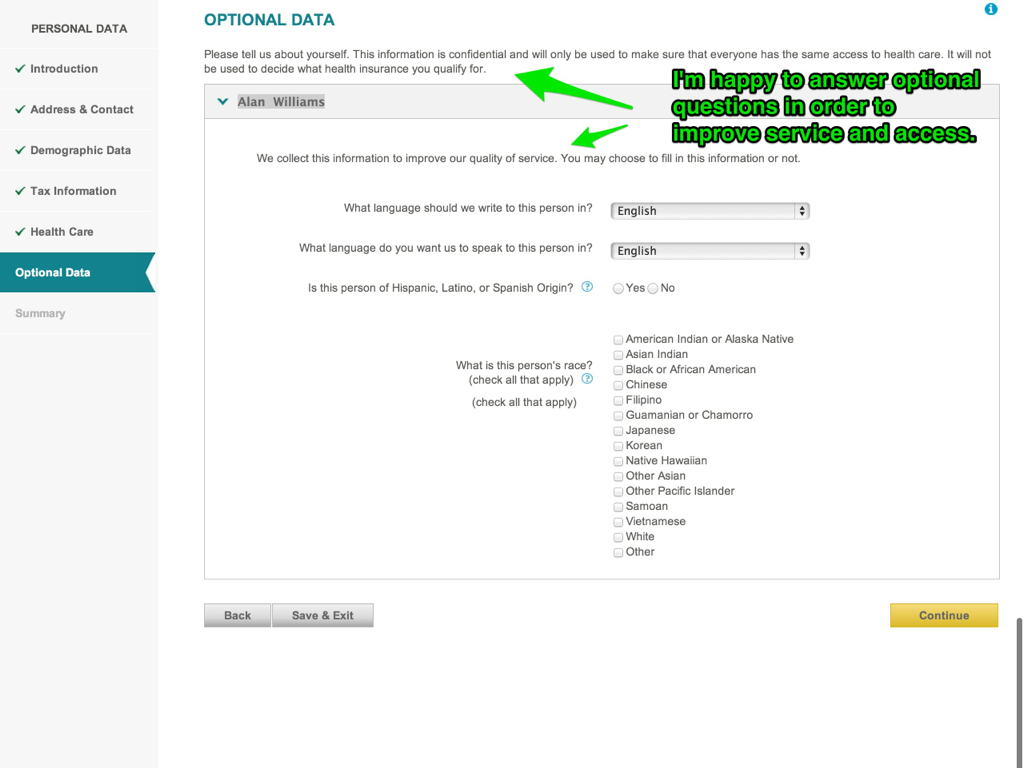 PERSONAL DATA
Introduction
Address & Contact
Demographic Data
Tax Information
Health Care
Optional Data
Summary
OPTIONAL DATA
Please tell us about yourself. This information is confidential and will only be used to make sure that everyone has the same access to health care. It will not
be used to decide what health insurance you qualify for.
I'm happy to answer optional
questions in order to
improve service and access.
Alan Williams
We collect this information to improve our quality of service. You may choose to fill in this information or not.
What language should we write to this person in? English
What language do you want us to speak to this person in? English
Is this person of Hispanic, Latino, or Spanish Origin? ? Yes No
What is this person's race?
(check all that apply) ?
(check all that apply)
American Indian or Alaska Native
Asian Indian
Black or African American
Chinese
Filipino
Guamanian or Chamorro
Japanese
Korean
Native Hawaiian
Other Asian
Other Pacific Islander
Samoan
Vietnamese
White
Other
Back Save & Exit Continue